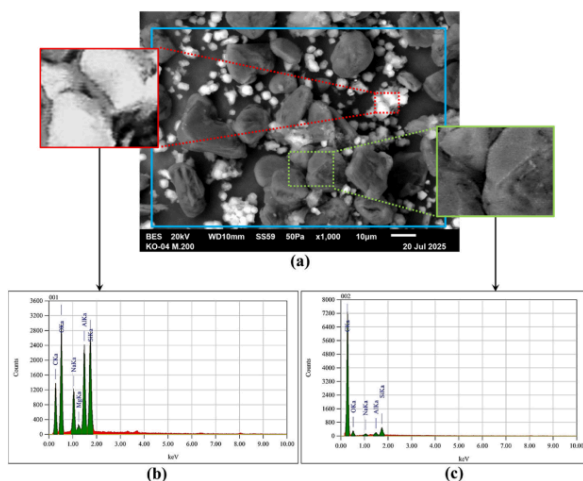 BES 20kV WD10mm SS59 50Pa x1,000 10μm
KO-04 M.200 20 Jul 2025
(a)
001
3600
3200
2800
2400
2000
1600
1200
800
400
0
Counts
CKa
OKa
NaKa
MgKa
AlKa
SiKa
0.00 1.00 2.00 3.00 4.00 5.00 6.00 7.00 8.00 9.00 10.00
keV
(b)
002
8000
7200
6400
5600
4800
4000
3200
2400
1600
800
0
Counts
CKa
OKa
NaKa
AlKa
SiKa
0.00 1.00 2.00 3.00 4.00 5.00 6.00 7.00 8.00 9.00 10.00
keV
(c)